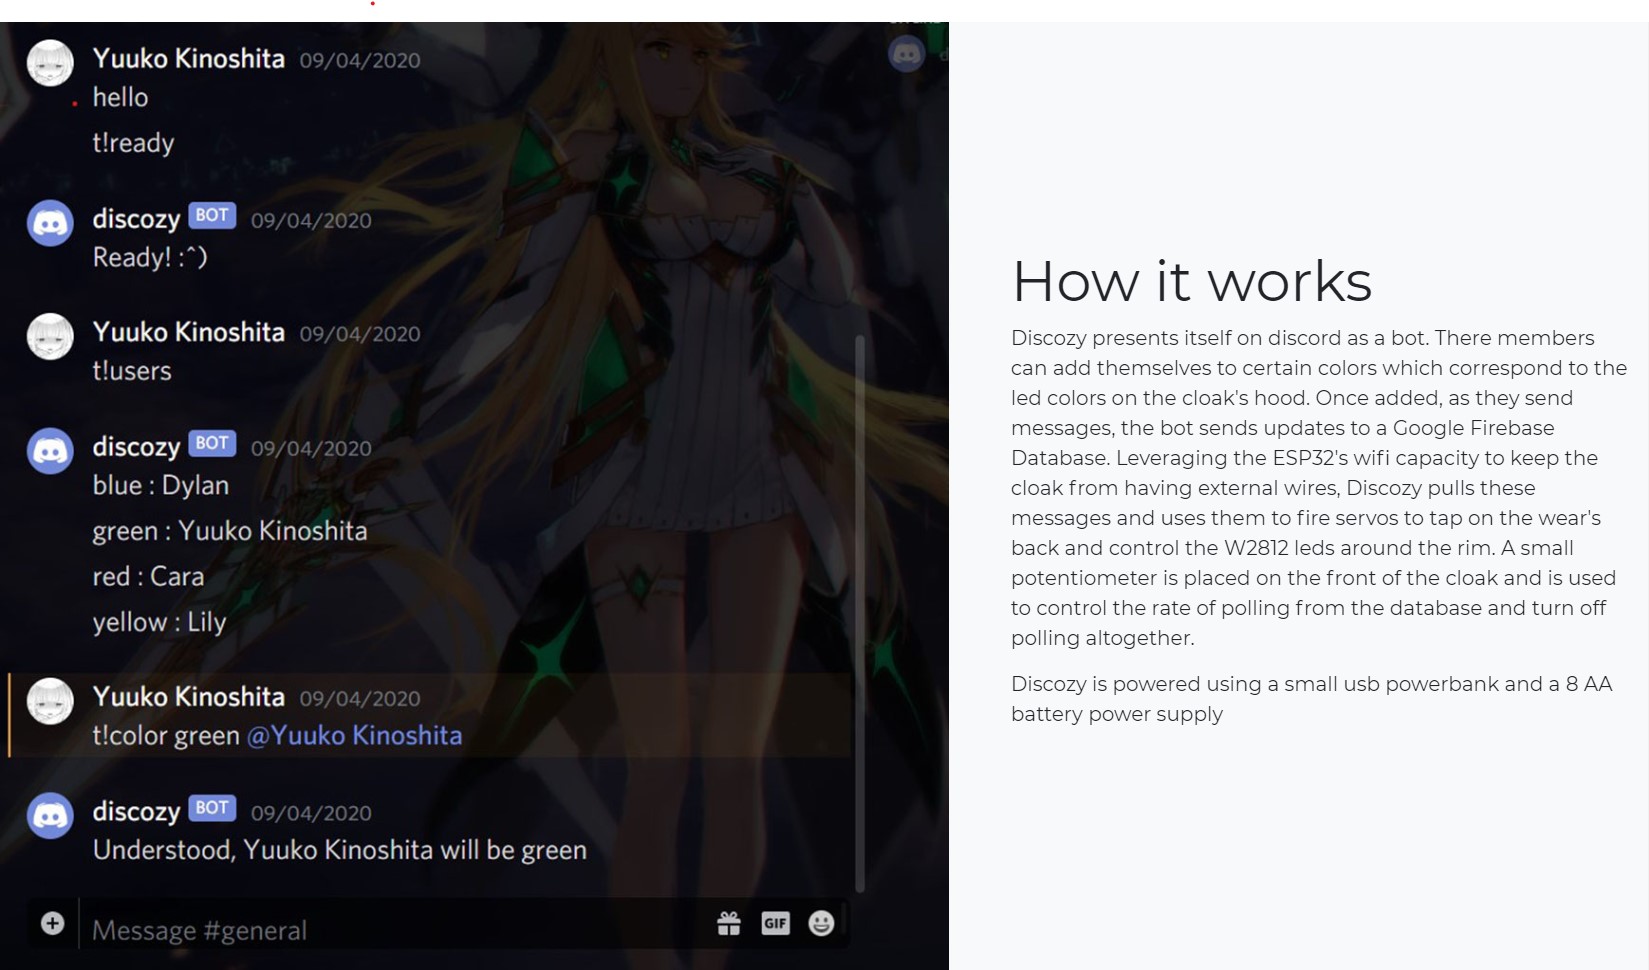 Yuuko Kinoshita 09/04/2020
hello
t!ready
discozy BOT 09/04/2020
Ready! :^)
Yuuko Kinoshita 09/04/2020
t!users
discozy BOT 09/04/2020
blue : Dylan
green : Yuuko Kinoshita
red : Cara
yellow : Lily
Yuuko Kinoshita 09/04/2020
t!color green @Yuuko Kinoshita
discozy BOT 09/04/2020
Understood, Yuuko Kinoshita will be green
Message #general
GIF
How it works
Discozy presents itself on discord as a bot. There members
can add themselves to certain colors which correspond to the
led colors on the cloak's hood. Once added, as they send
messages, the bot sends updates to a Google Firebase
Database. Leveraging the ESP32's wifi capacity to keep the
cloak from having external wires, Discozy pulls these
messages and uses them to fire servos to tap on the wear's
back and control the W2812 leds around the rim. A small
potentiometer is placed on the front of the cloak and is used
to control the rate of polling from the database and turn off
polling altogether.
Discozy is powered using a small usb powerbank and a 8 AA
battery power supply